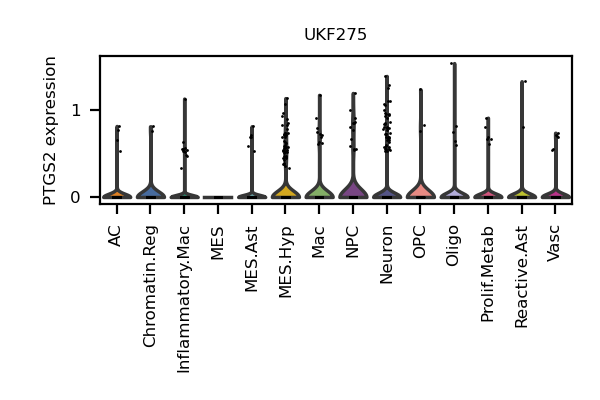 UKF275
PTGS2 expression
1
0
AC
Chromatin.Reg
Inflammatory.Mac
MES
MES.Ast
MES.Hyp
Mac
NPC
Neuron
OPC
Oligo
Prolif.Metab
Reactive.Ast
Vasc